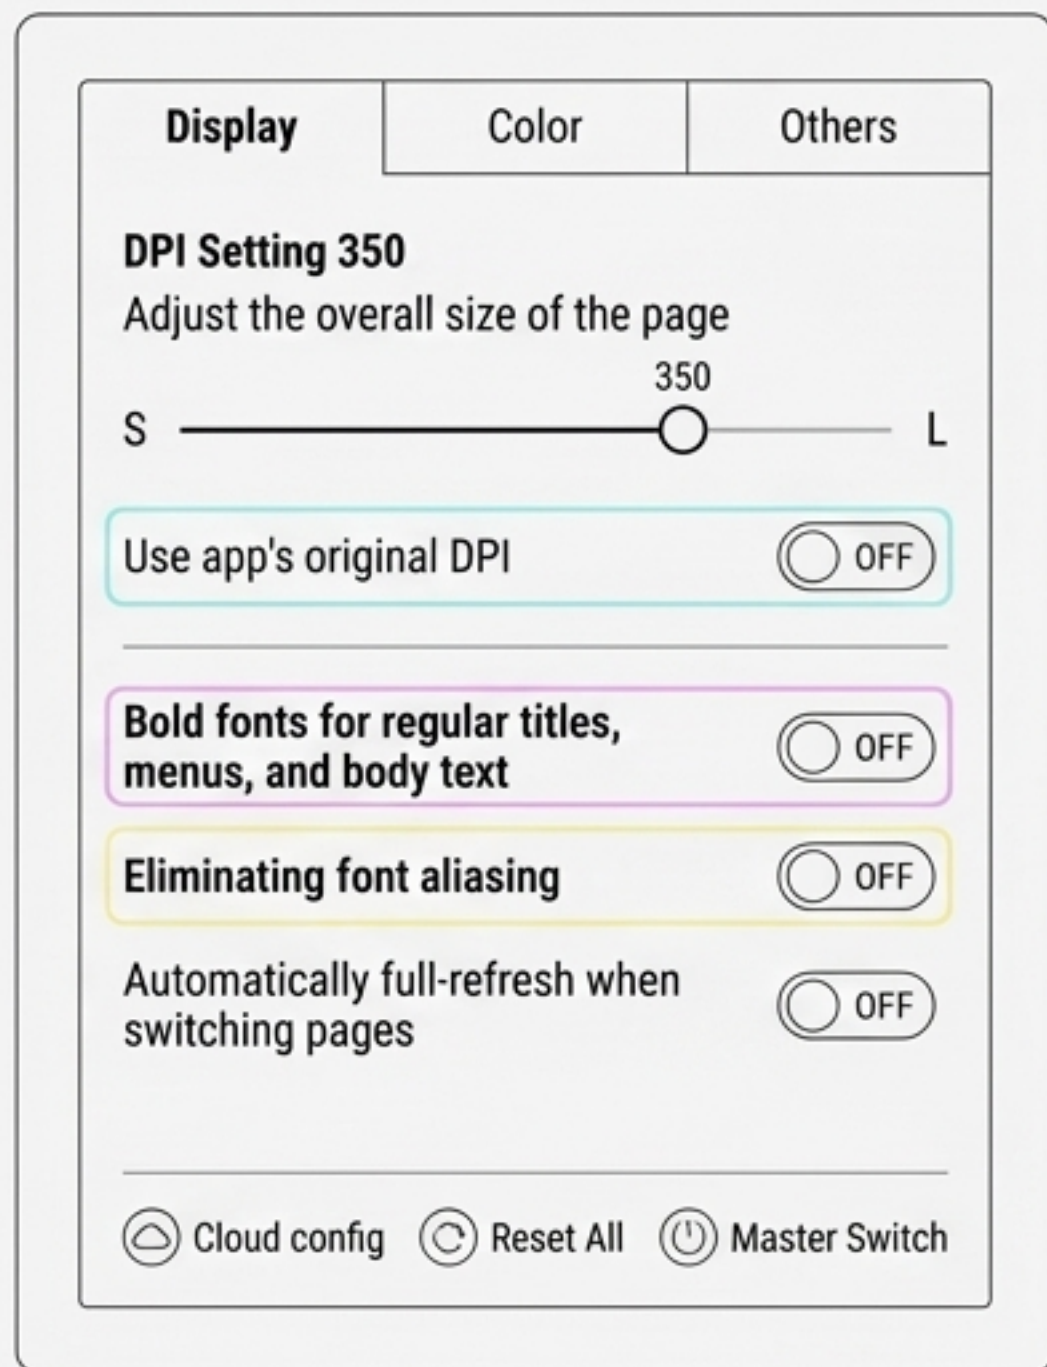 Display
Color
Others
DPI Setting 350
Adjust the overall size of the page
350
S
L
Use app's original DPI
OFF
Bold fonts for regular titles,
menus, and body text
OFF
Eliminating font aliasing
OFF
Automatically full-refresh when
switching pages
OFF
Cloud config
Reset All
Master Switch